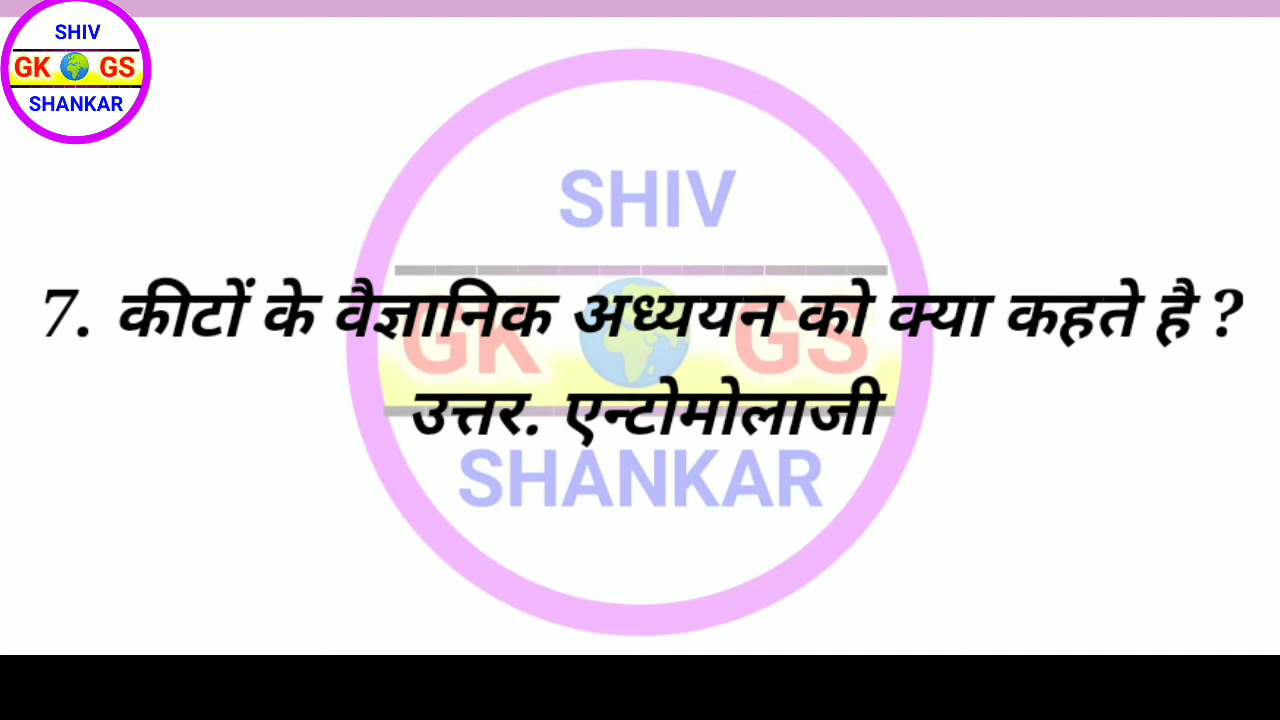 SHIV
GK GS
SHANKAR
SHIV
7. कीटों के वैज्ञानिक अध्ययन को क्या कहते है ?
GK GS
उत्तर. एन्टोमोलाजी
SHANKAR